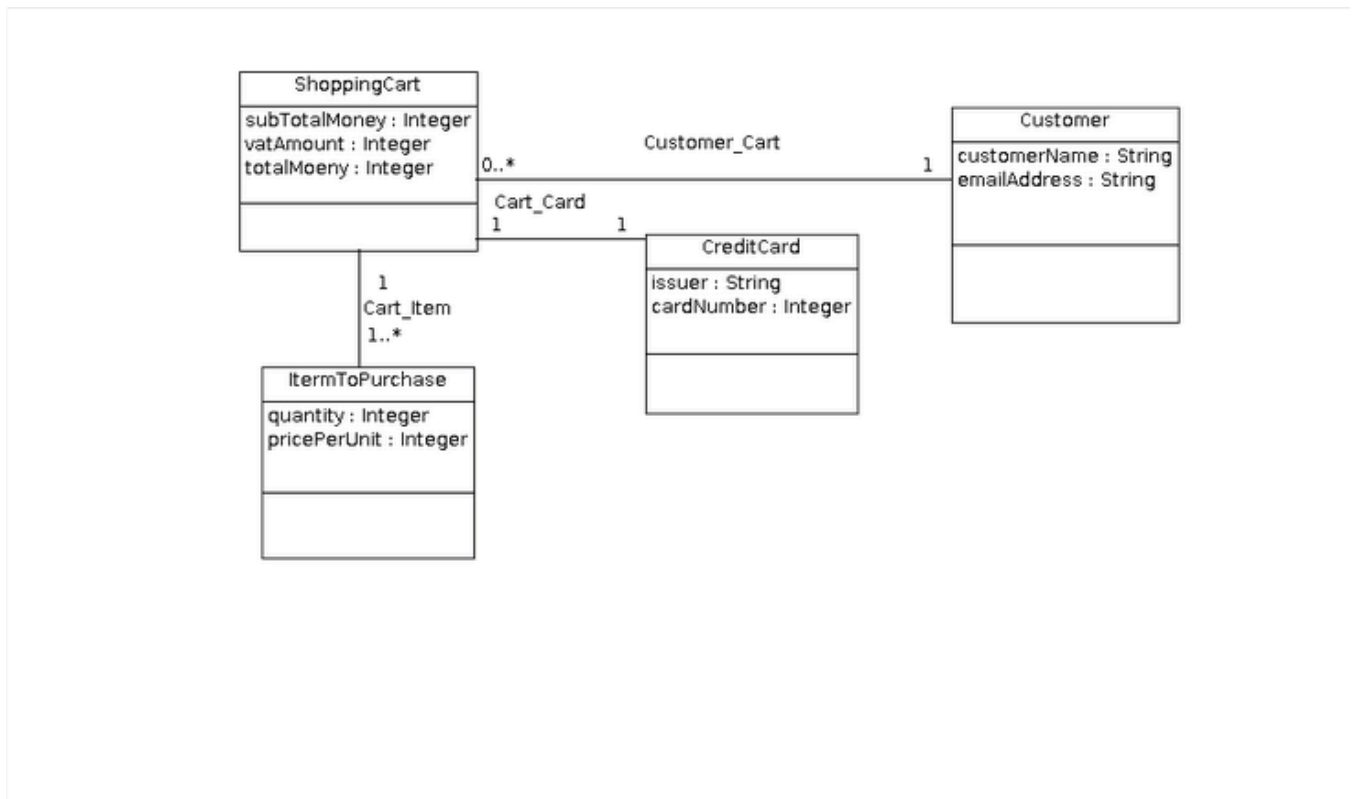 ShoppingCart
subTotalMoney : Integer
vatAmount : Integer
totalMoeny : Integer
Customer_Cart
0..*
1
Customer
customerName : String
emailAddress : String
Cart_Card
1
1
CreditCard
issuer : String
cardNumber : Integer
1
Cart_Item
1..*
ItermToPurchase
quantity : Integer
pricePerUnit : Integer